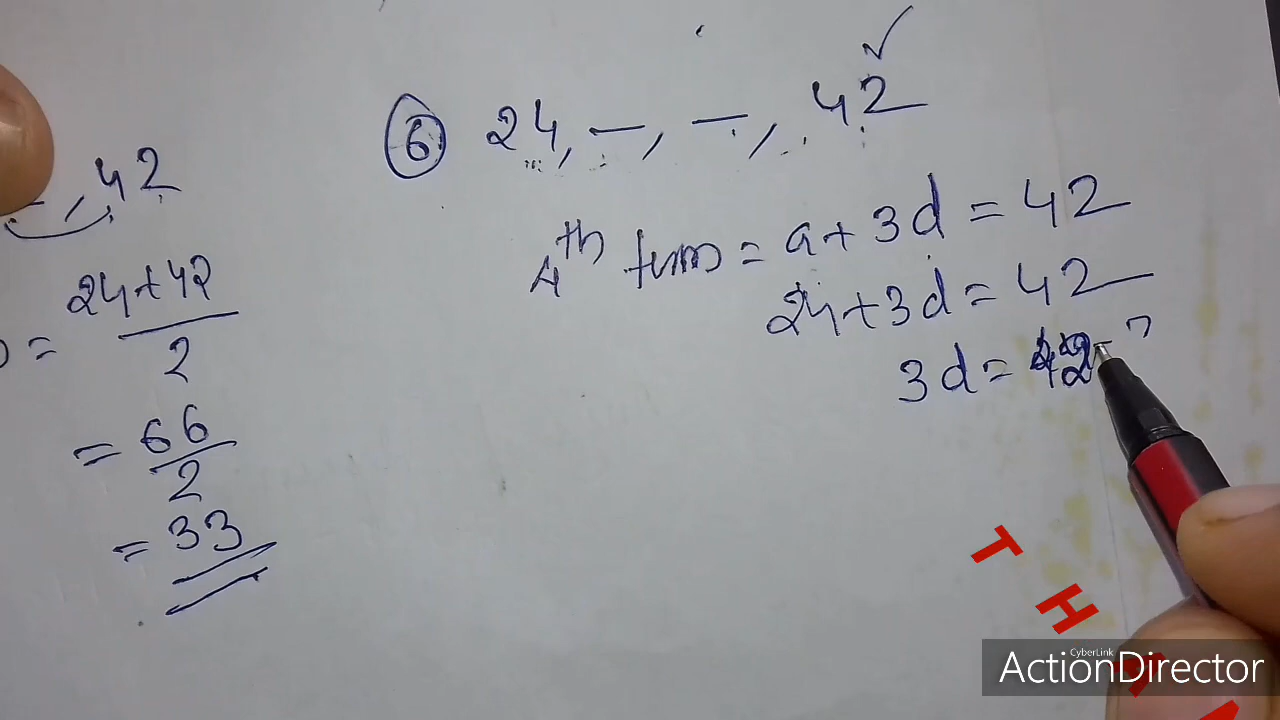 42
24+42
=
2
= 66
2
= 33
6 24, —, —, 42 ✓
4th term = a + 3d = 42
24 + 3d = 42
3d = 42
T H
CyberLink
ActionDirector